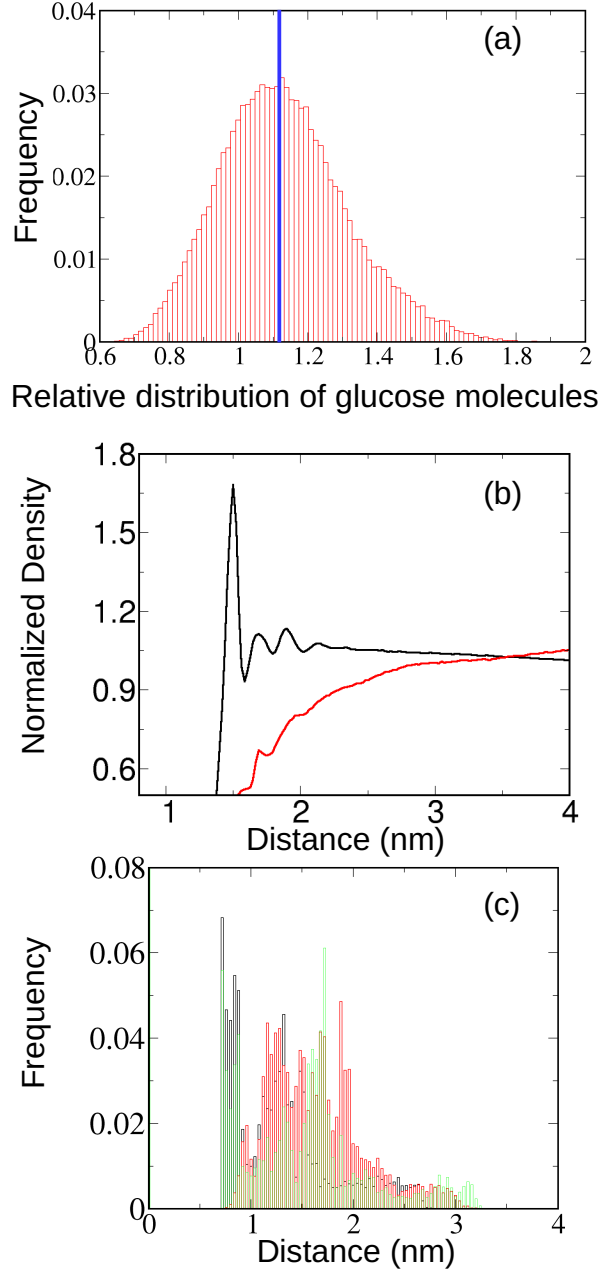 (a)
Frequency
0.04
0.03
0.02
0.01
0
0.6 0.8 1 1.2 1.4 1.6 1.8 2
Relative distribution of glucose molecules
(b)
Normalized Density
1.8
1.5
1.2
0.9
0.6
1 2 3 4
Distance (nm)
(c)
Frequency
0.08
0.06
0.04
0.02
0
0 1 2 3 4
Distance (nm)